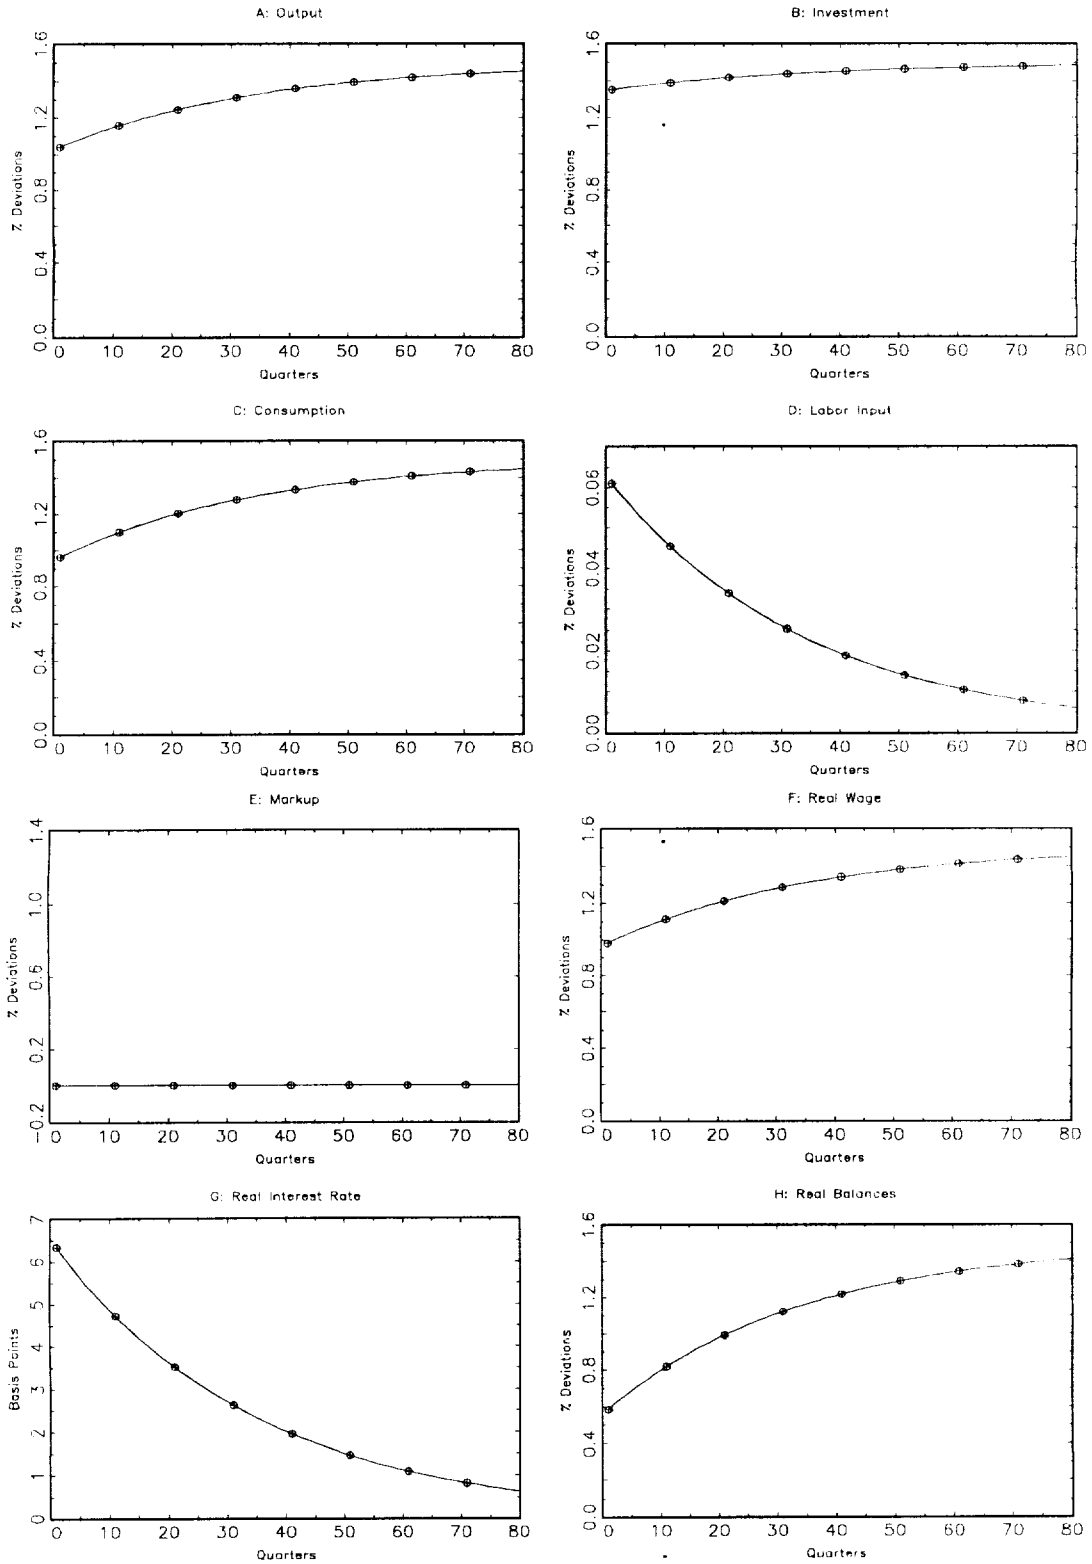 A: Output
% Deviations
0.0 0.4 0.8 1.2 1.6
0 10 20 30 40 50 60 70 80
Quarters
B: Investment
% Deviations
0.0 0.4 0.8 1.2 1.6
0 10 20 30 40 50 60 70 80
Quarters
C: Consumption
% Deviations
0.0 0.4 0.8 1.2 1.6
0 10 20 30 40 50 60 70 80
Quarters
D: Labor Input
% Deviations
0.00 0.02 0.04 0.06
0 10 20 30 40 50 60 70 80
Quarters
E: Markup
% Deviations
-0.2 0.2 0.6 1.0 1.4
0 10 20 30 40 50 60 70 80
Quarters
F: Real Wage
% Deviations
0.0 0.4 0.8 1.2 1.6
0 10 20 30 40 50 60 70 80
Quarters
G: Real Interest Rate
Basis Points
0 1 2 3 4 5 6 7
0 10 20 30 40 50 60 70 80
Quarters
H: Real Balances
% Deviations
0.0 0.4 0.8 1.2 1.6
0 10 20 30 40 50 60 70 80
Quarters